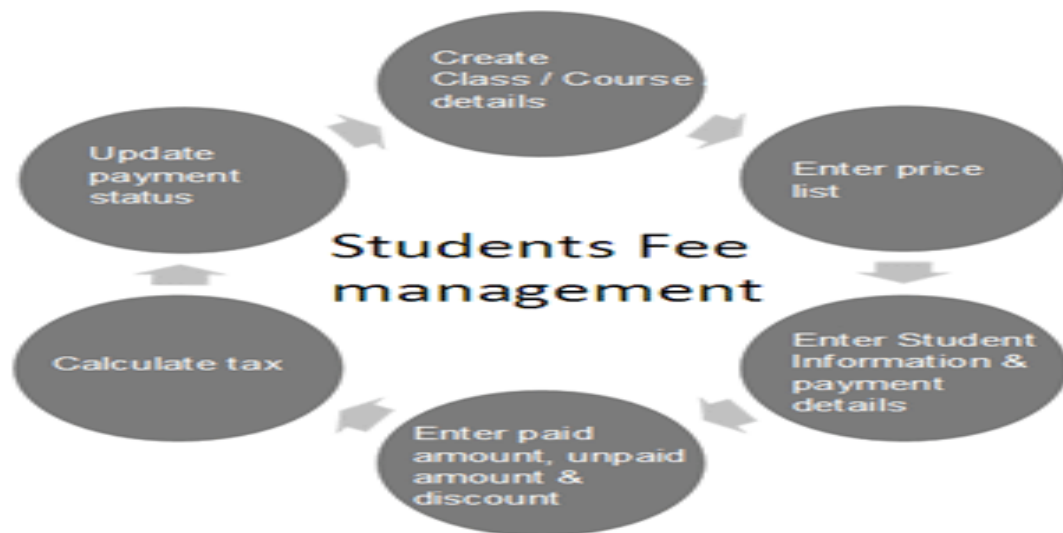 Create
Class / Course
details
Enter price
list
Enter Student
Information &
payment
details
Enter paid
amount, unpaid
amount &
discount
Calculate tax
Update
payment
status
Students Fee
management